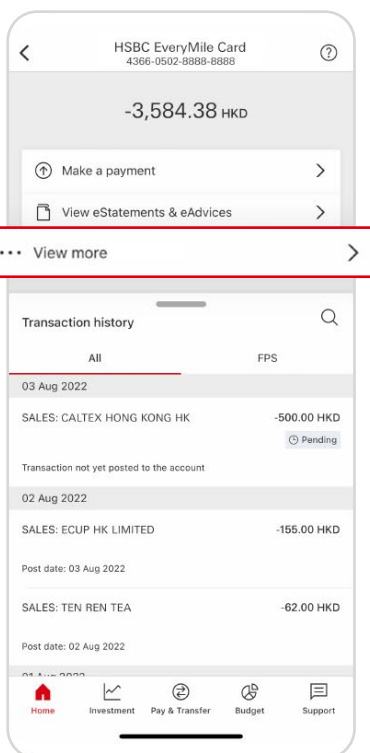 HSBC EveryMile Card
4366-0502-8888-8888
-3,584.38 HKD
Make a payment
View eStatements & eAdvices
View more
Transaction history
All FPS
03 Aug 2022
SALES: CALTEX HONG KONG HK -500.00 HKD
Pending
Transaction not yet posted to the account
02 Aug 2022
SALES: ECUP HK LIMITED -155.00 HKD
Post date: 03 Aug 2022
SALES: TEN REN TEA -62.00 HKD
Post date: 02 Aug 2022
01 Aug 2022
Home Investment Pay & Transfer Budget Support